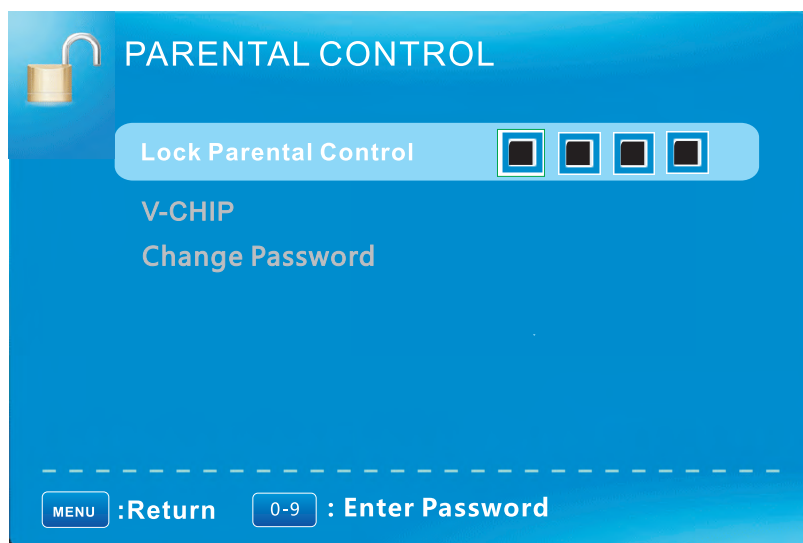 PARENTAL CONTROL
Lock Parental Control
V-CHIP
Change Password
MENU :Return 0-9 : Enter Password